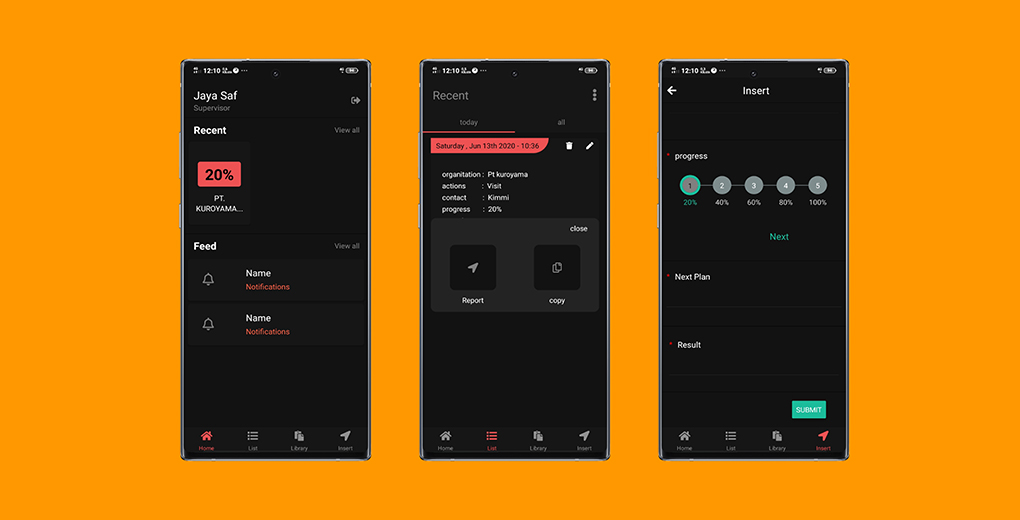 12:10
Jaya Saf
Supervisor
Recent
View all
20%
PT.
KUROYAMA...
Feed
View all
Name
Notifications
Name
Notifications
Home
List
Library
Insert
12:10
Recent
today
all
Saturday , Jun 13th 2020 - 10:36
organitation : Pt kuroyama
actions : Visit
contact : Kimmi
progress : 20%
close
Report
copy
Home
List
Library
Insert
12:10
Insert
* progress
1 2 3 4 5
20% 40% 60% 80% 100%
Next
* Next Plan
* Result
SUBMIT
Home
List
Library
Insert